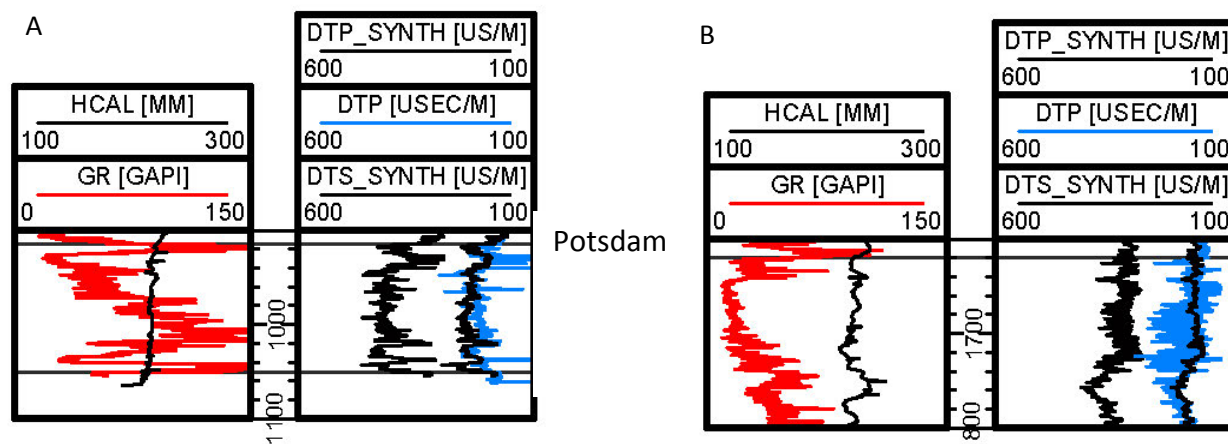 A
DTP_SYNTH [US/M]
600 100
HCAL [MM]
100 300
DTP [USEC/M]
600 100
GR [GAPI]
0 150
DTS_SYNTH [US/M]
600 100
1000
1100
Potsdam
B
DTP_SYNTH [US/M]
600 100
HCAL [MM]
100 300
DTP [USEC/M]
600 100
GR [GAPI]
0 150
DTS_SYNTH [US/M]
600 100
1700
800